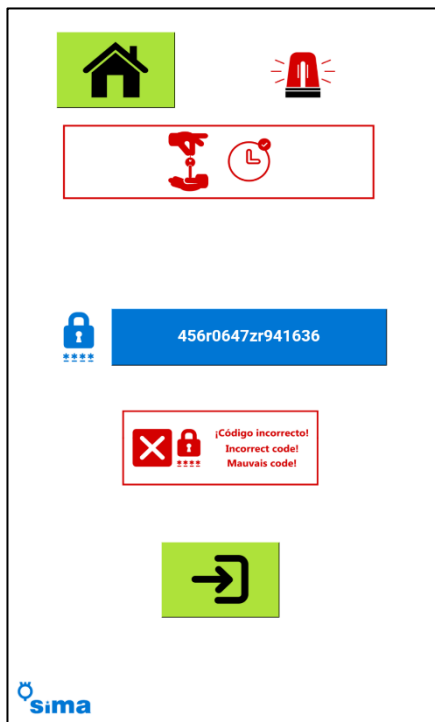 ****
456r0647zr941636
****
¡Código incorrecto!
Incorrect code!
Mauvais code!
sima